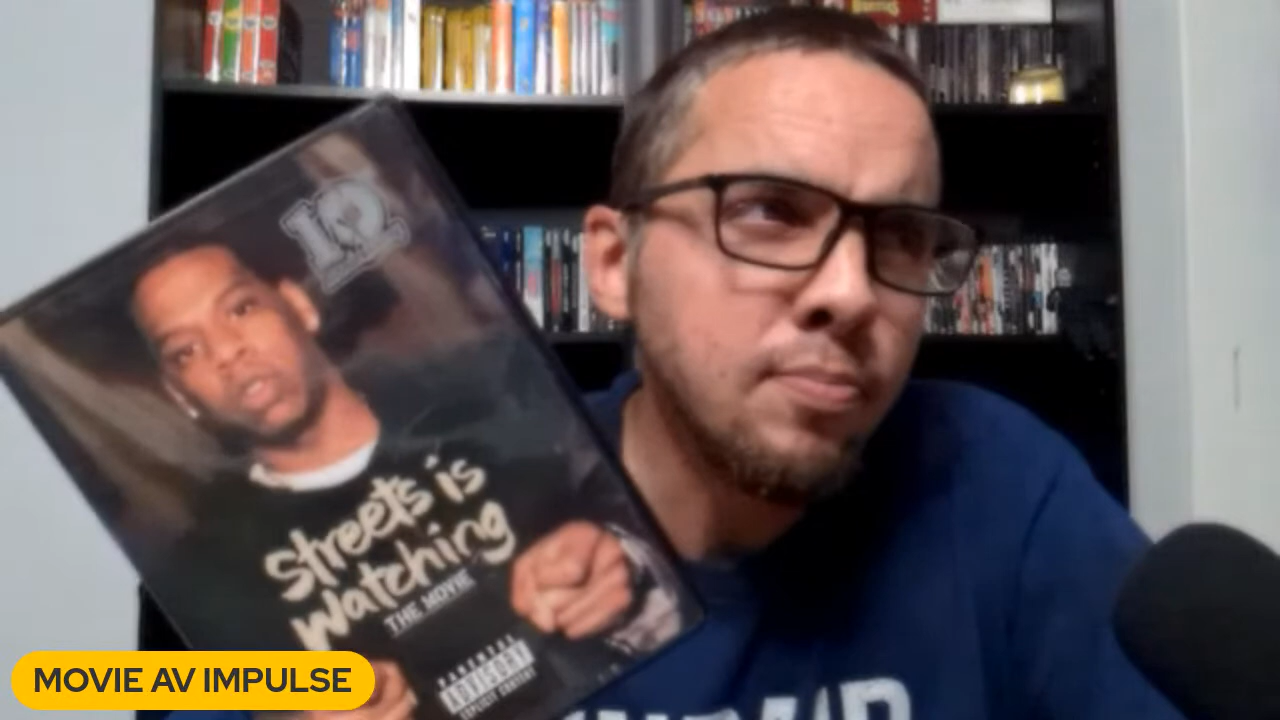 10
streets is
watching
THE MOVIE
PARENTAL
ADVISORY
EXPLICIT CONTENT
MOVIE AV IMPULSE